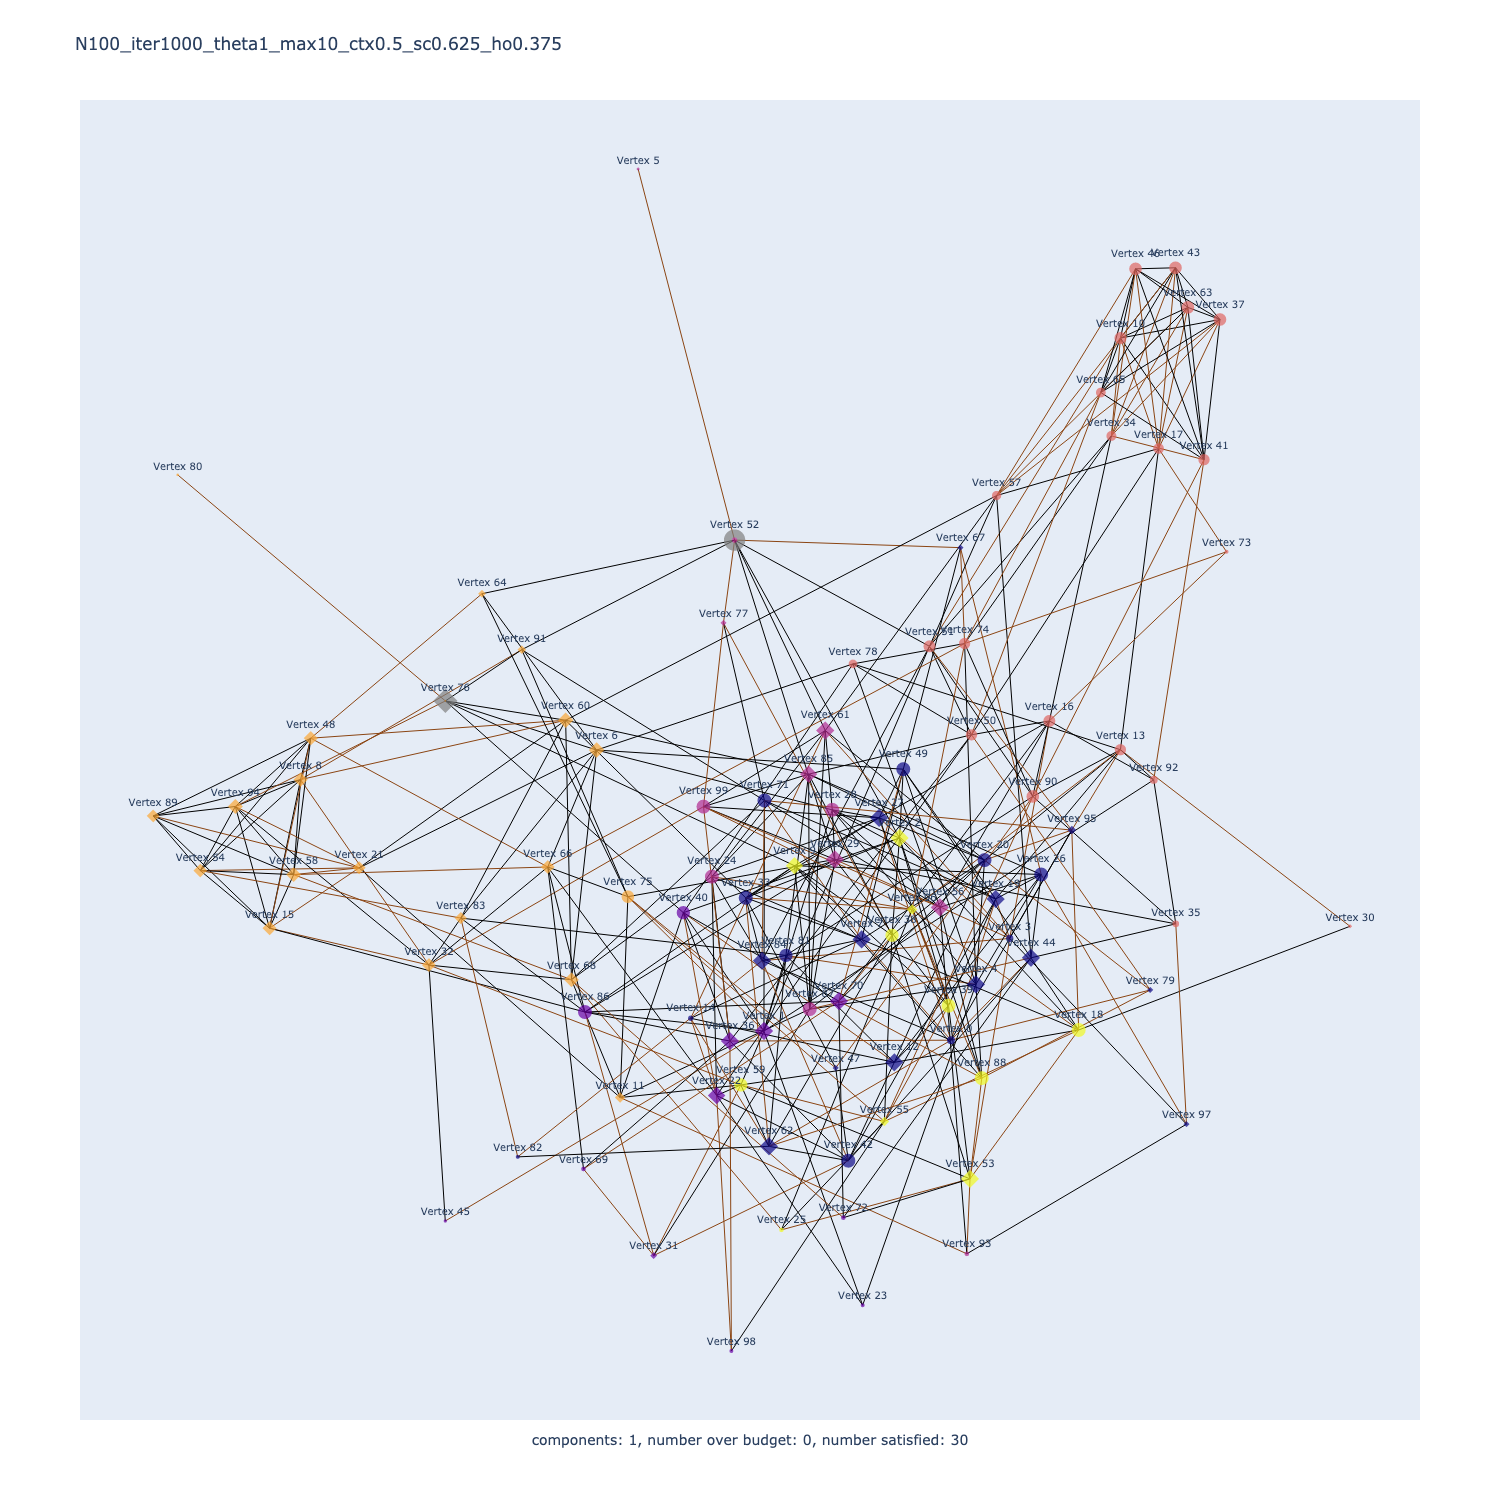 N100_iter1000_theta1_max10_ctx0.5_sc0.625_ho0.375
Vertex 5
Vertex 46
Vertex 43
Vertex 63
Vertex 37
Vertex 10
Vertex 65
Vertex 34
Vertex 17
Vertex 41
Vertex 80
Vertex 57
Vertex 52
Vertex 67
Vertex 73
Vertex 64
Vertex 77
Vertex 51
Vertex 74
Vertex 91
Vertex 78
Vertex 76
Vertex 60
Vertex 61
Vertex 16
Vertex 50
Vertex 48
Vertex 6
Vertex 13
Vertex 49
Vertex 8
Vertex 85
Vertex 92
Vertex 71
Vertex 90
Vertex 94
Vertex 99
Vertex 89
Vertex 95
Vertex 84
Vertex 58
Vertex 21
Vertex 66
Vertex 24
Vertex 29
Vertex 20
Vertex 26
Vertex 75
Vertex 40
Vertex 15
Vertex 83
Vertex 35
Vertex 30
Vertex 3
Vertex 44
Vertex 32
Vertex 68
Vertex 4
Vertex 79
Vertex 86
Vertex 70
Vertex 14
Vertex 1
Vertex 18
Vertex 36
Vertex 12
Vertex 47
Vertex 88
Vertex 59
Vertex 22
Vertex 11
Vertex 55
Vertex 97
Vertex 62
Vertex 42
Vertex 82
Vertex 69
Vertex 53
Vertex 45
Vertex 72
Vertex 25
Vertex 31
Vertex 93
Vertex 23
Vertex 98
components: 1, number over budget: 0, number satisfied: 30